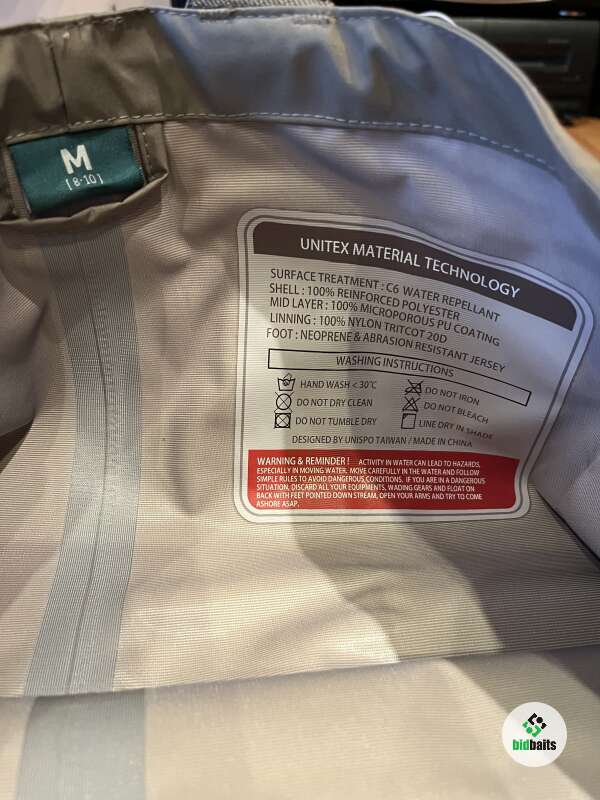 M
[8-10]
UNITEX MATERIAL TECHNOLOGY
SURFACE TREATMENT : C6 WATER REPELLANT
SHELL : 100% REINFORCED POLYESTER
MID LAYER : 100% MICROPOROUS PU COATING
LINNING : 100% NYLON TRITCOT 20D
FOOT : NEOPRENE & ABRASION RESISTANT JERSEY
WASHING INSTRUCTIONS
HAND WASH < 30℃ DO NOT IRON
DO NOT DRY CLEAN DO NOT BLEACH
DO NOT TUMBLE DRY LINE DRY IN SHADE
DESIGNED BY UNISPO TAIWAN / MADE IN CHINA
WARNING & REMINDER ! ACTIVITY IN WATER CAN LEAD TO HAZARDS,
ESPECIALLY IN MOVING WATER. MOVE CAREFULLY IN THE WATER AND FOLLOW
SIMPLE RULES TO AVOID DANGEROUS CONDITIONS. IF YOU ARE IN A DANGEROUS
SITUATION, DISCARD ALL YOUR EQUIPMENTS, WADING GEARS AND FLOAT ON
BACK WITH FEET POINTED DOWN STREAM, OPEN YOUR ARMS AND TRY TO COME
ASHORE ASAP.
bidbaits